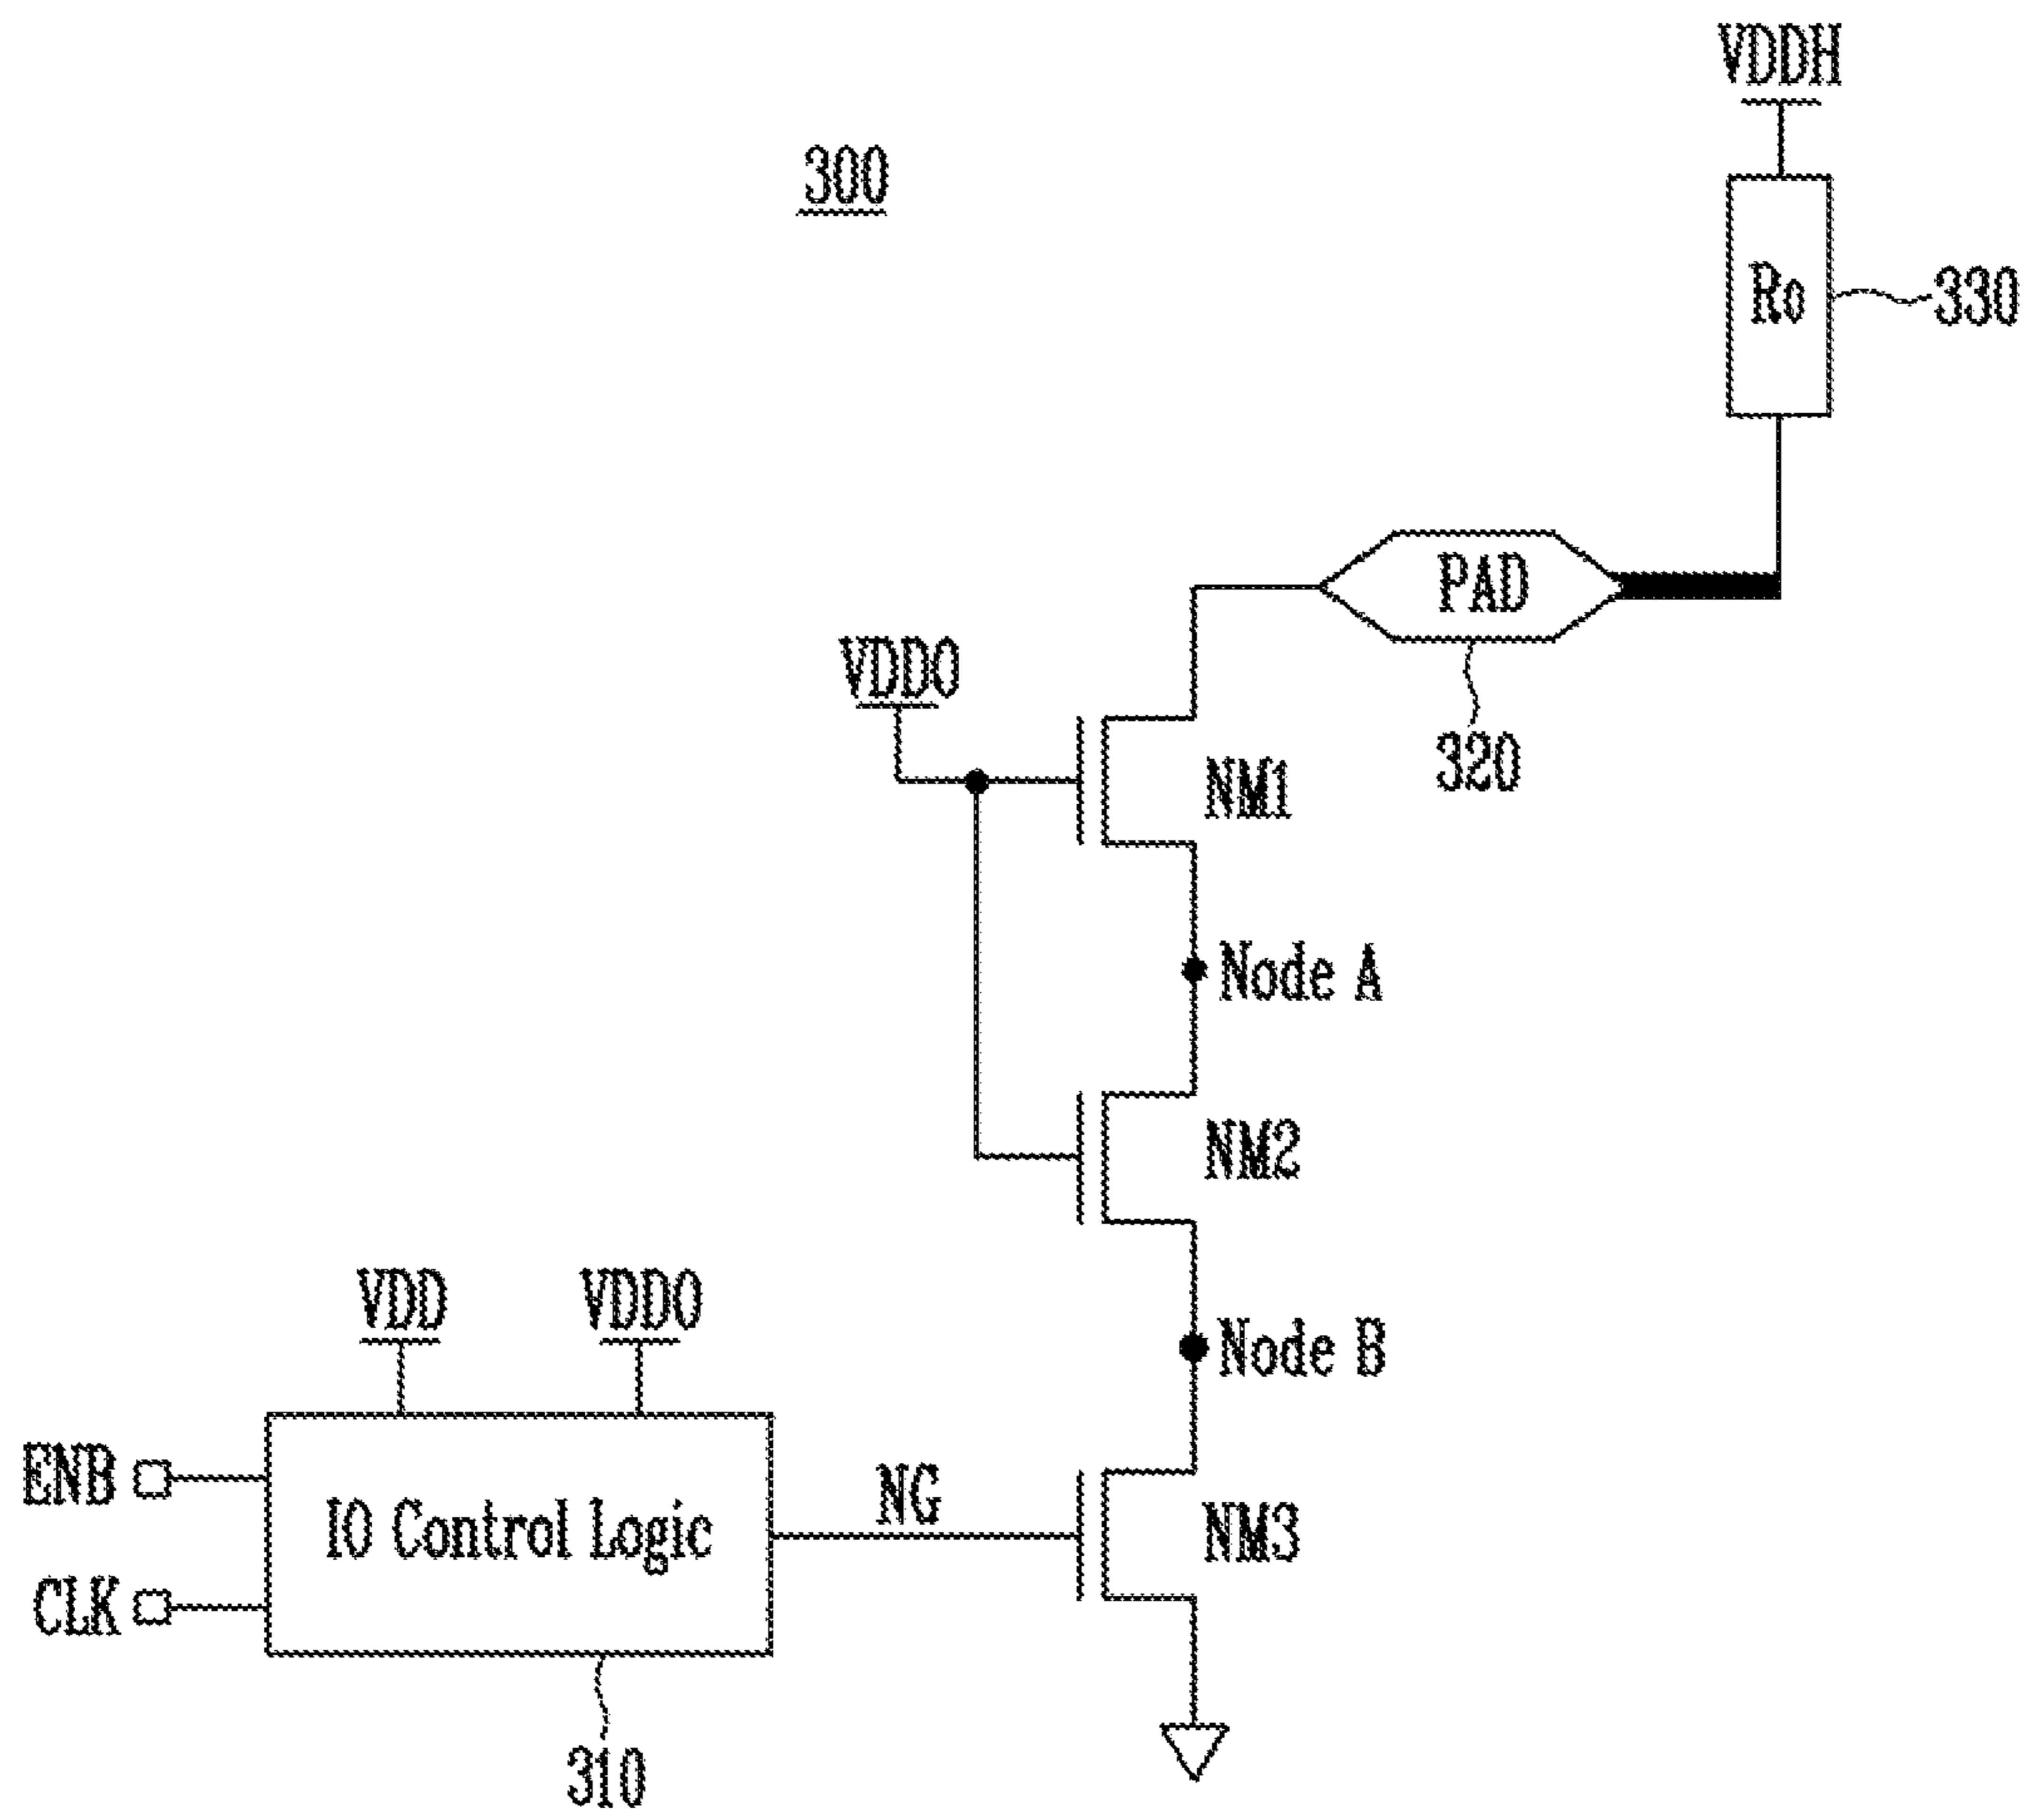 VDDH
300
Ro
330
PAD
VDDO
320
NM1
Node A
NM2
VDD
VDDO
Node B
ENB
NG
IO Control Logic
NM3
CLK
310